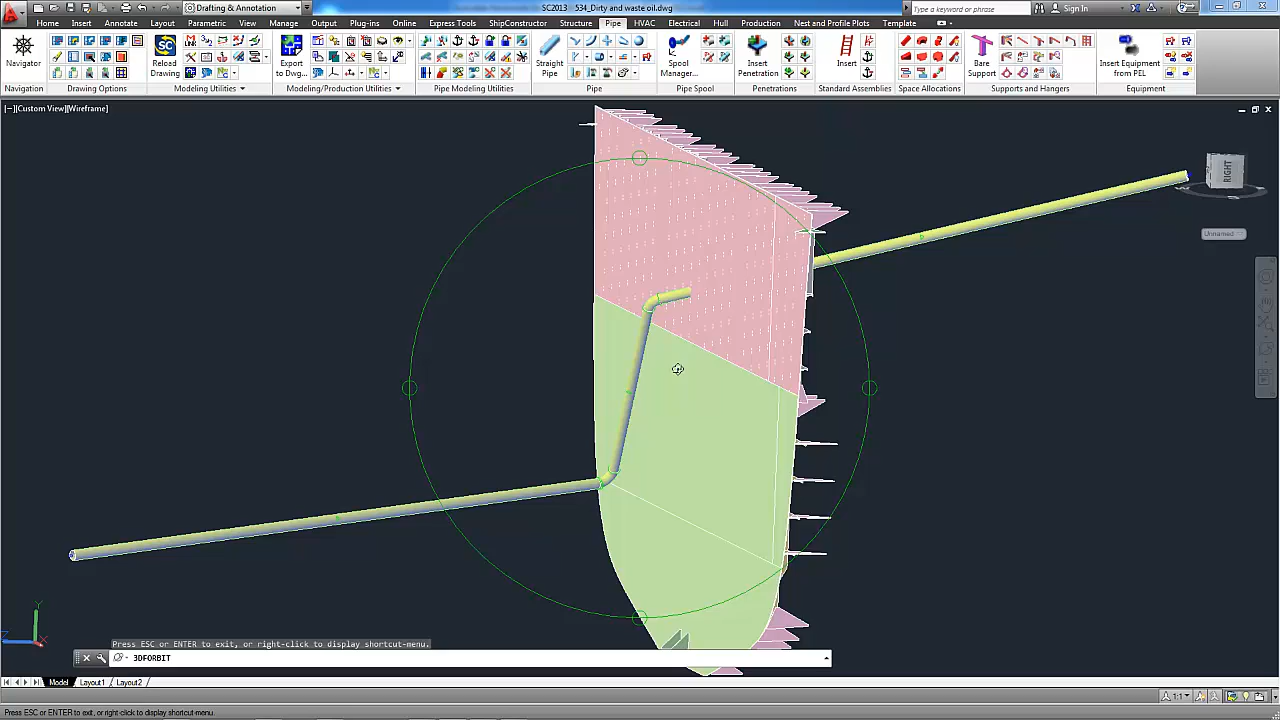 Drafting & Annotation
SC2013 534_Dirty and waste oil.dwg
Type a keyword or phrase
Sign In
Home Insert Annotate Layout Parametric View Manage Output Plug-ins Online Express Tools ShipConstructor Structure Pipe HVAC Electrical Hull Production Nest and Profile Plots Template
Navigator
Reload
Drawing
Export
to Dwg...
Straight
Pipe
Spool
Manager...
Insert
Penetration
Insert
Bare
Support
Insert Equipment
from PEL
Navigation Drawing Options Modeling Utilities Modeling/Production Utilities Pipe Modeling Utilities Pipe Pipe Spool Penetrations Standard Assemblies Space Allocations Supports and Hangers Equipment
[−][Custom View][Wireframe]
RIGHT
Unnamed
Y
X
Press ESC or ENTER to exit, or right-click to display shortcut-menu.
3DFORBIT
Model Layout1 Layout2
1:1
Press ESC or ENTER to exit, or right-click to display shortcut-menu.